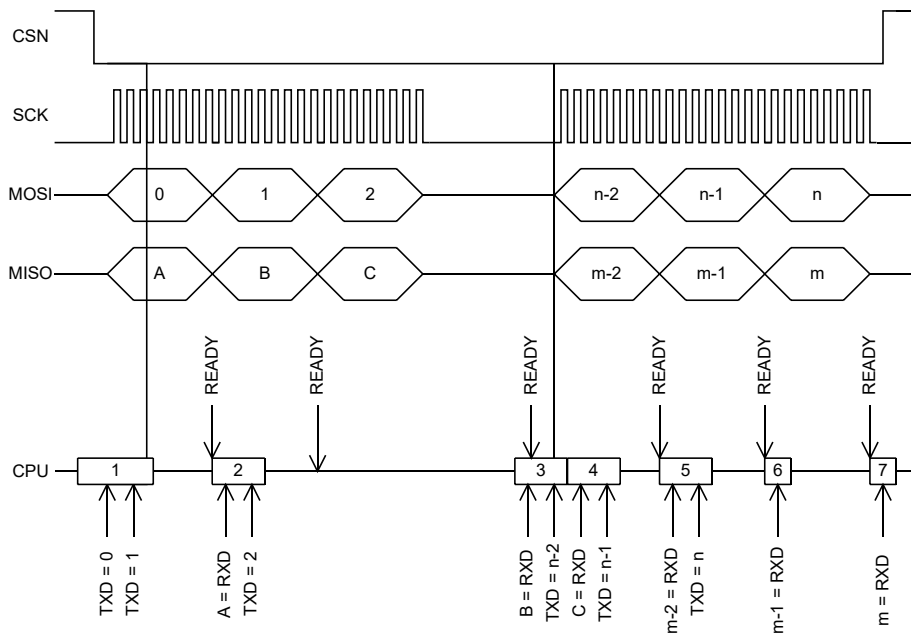 CSN
SCK
MOSI
0
1
2
n-2
n-1
n
MISO
A
B
C
m-2
m-1
m
READY
READY
READY
READY
READY
READY
CPU
1
2
3
4
5
6
7
TXD = 0
TXD = 1
A = RXD
TXD = 2
B = RXD
TXD = n-2
C = RXD
TXD = n-1
m-2 = RXD
TXD = n
m-1 = RXD
m = RXD